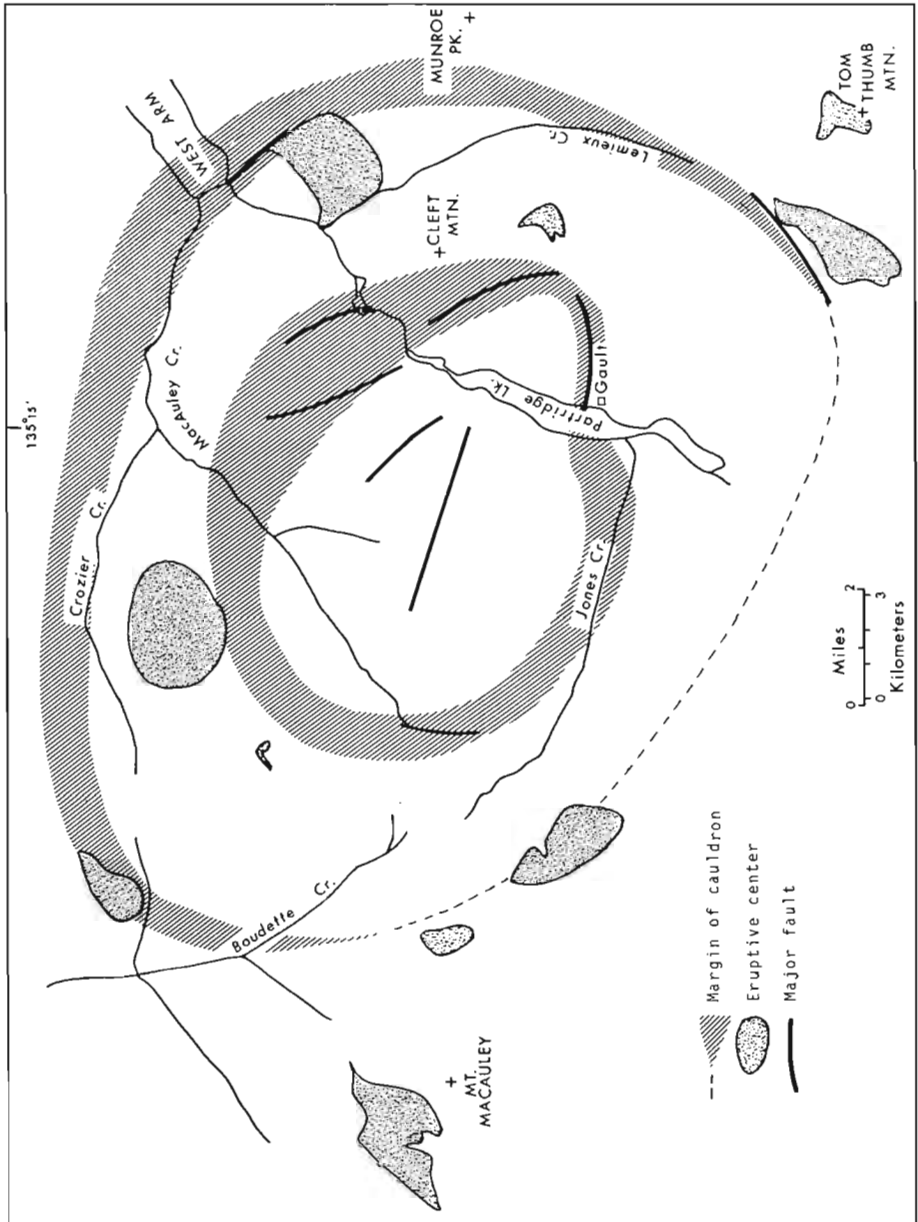 135°15'
WEST ARM
MUNROE
PK.
TOM
THUMB
MTN.
Lemieux Cr.
CLEFT
MTN.
MacAuley Cr.
Crozier Cr.
Partridge Lk.
Gault
Jones Cr.
Boudette Cr.
MT.
MACAULEY
0 2
Miles
0 3
Kilometers
Margin of cauldron
Eruptive center
Major fault